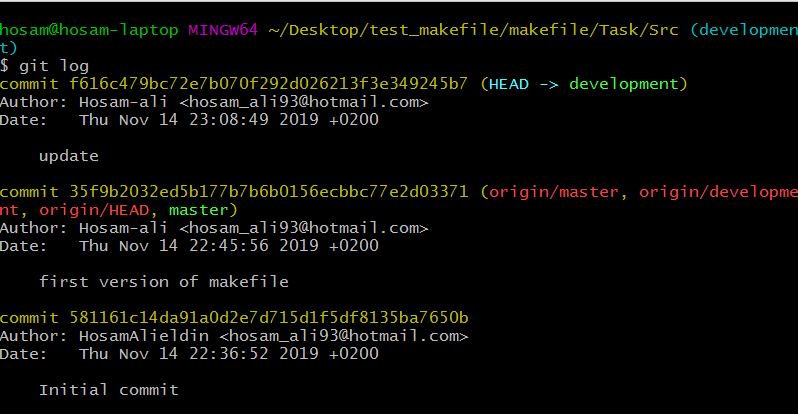 hosam@hosam-laptop MINGW64 ~/Desktop/test_makefile/makefile/Task/Src (developmen
t)
$ git log
commit f616c479bc72e7b070f292d026213f3e349245b7 (HEAD -> development)
Author: Hosam-ali <hosam_ali93@hotmail.com>
Date:   Thu Nov 14 23:08:49 2019 +0200
    update
commit 35f9b2032ed5b177b7b6b0156ecbbc77e2d03371 (origin/master, origin/developme
nt, origin/HEAD, master)
Author: Hosam-ali <hosam_ali93@hotmail.com>
Date:   Thu Nov 14 22:45:56 2019 +0200
    first version of makefile
commit 581161c14da91a0d2e7d715d1f5df8135ba7650b
Author: HosamAlieldin <hosam_ali93@hotmail.com>
Date:   Thu Nov 14 22:36:52 2019 +0200
    Initial commit